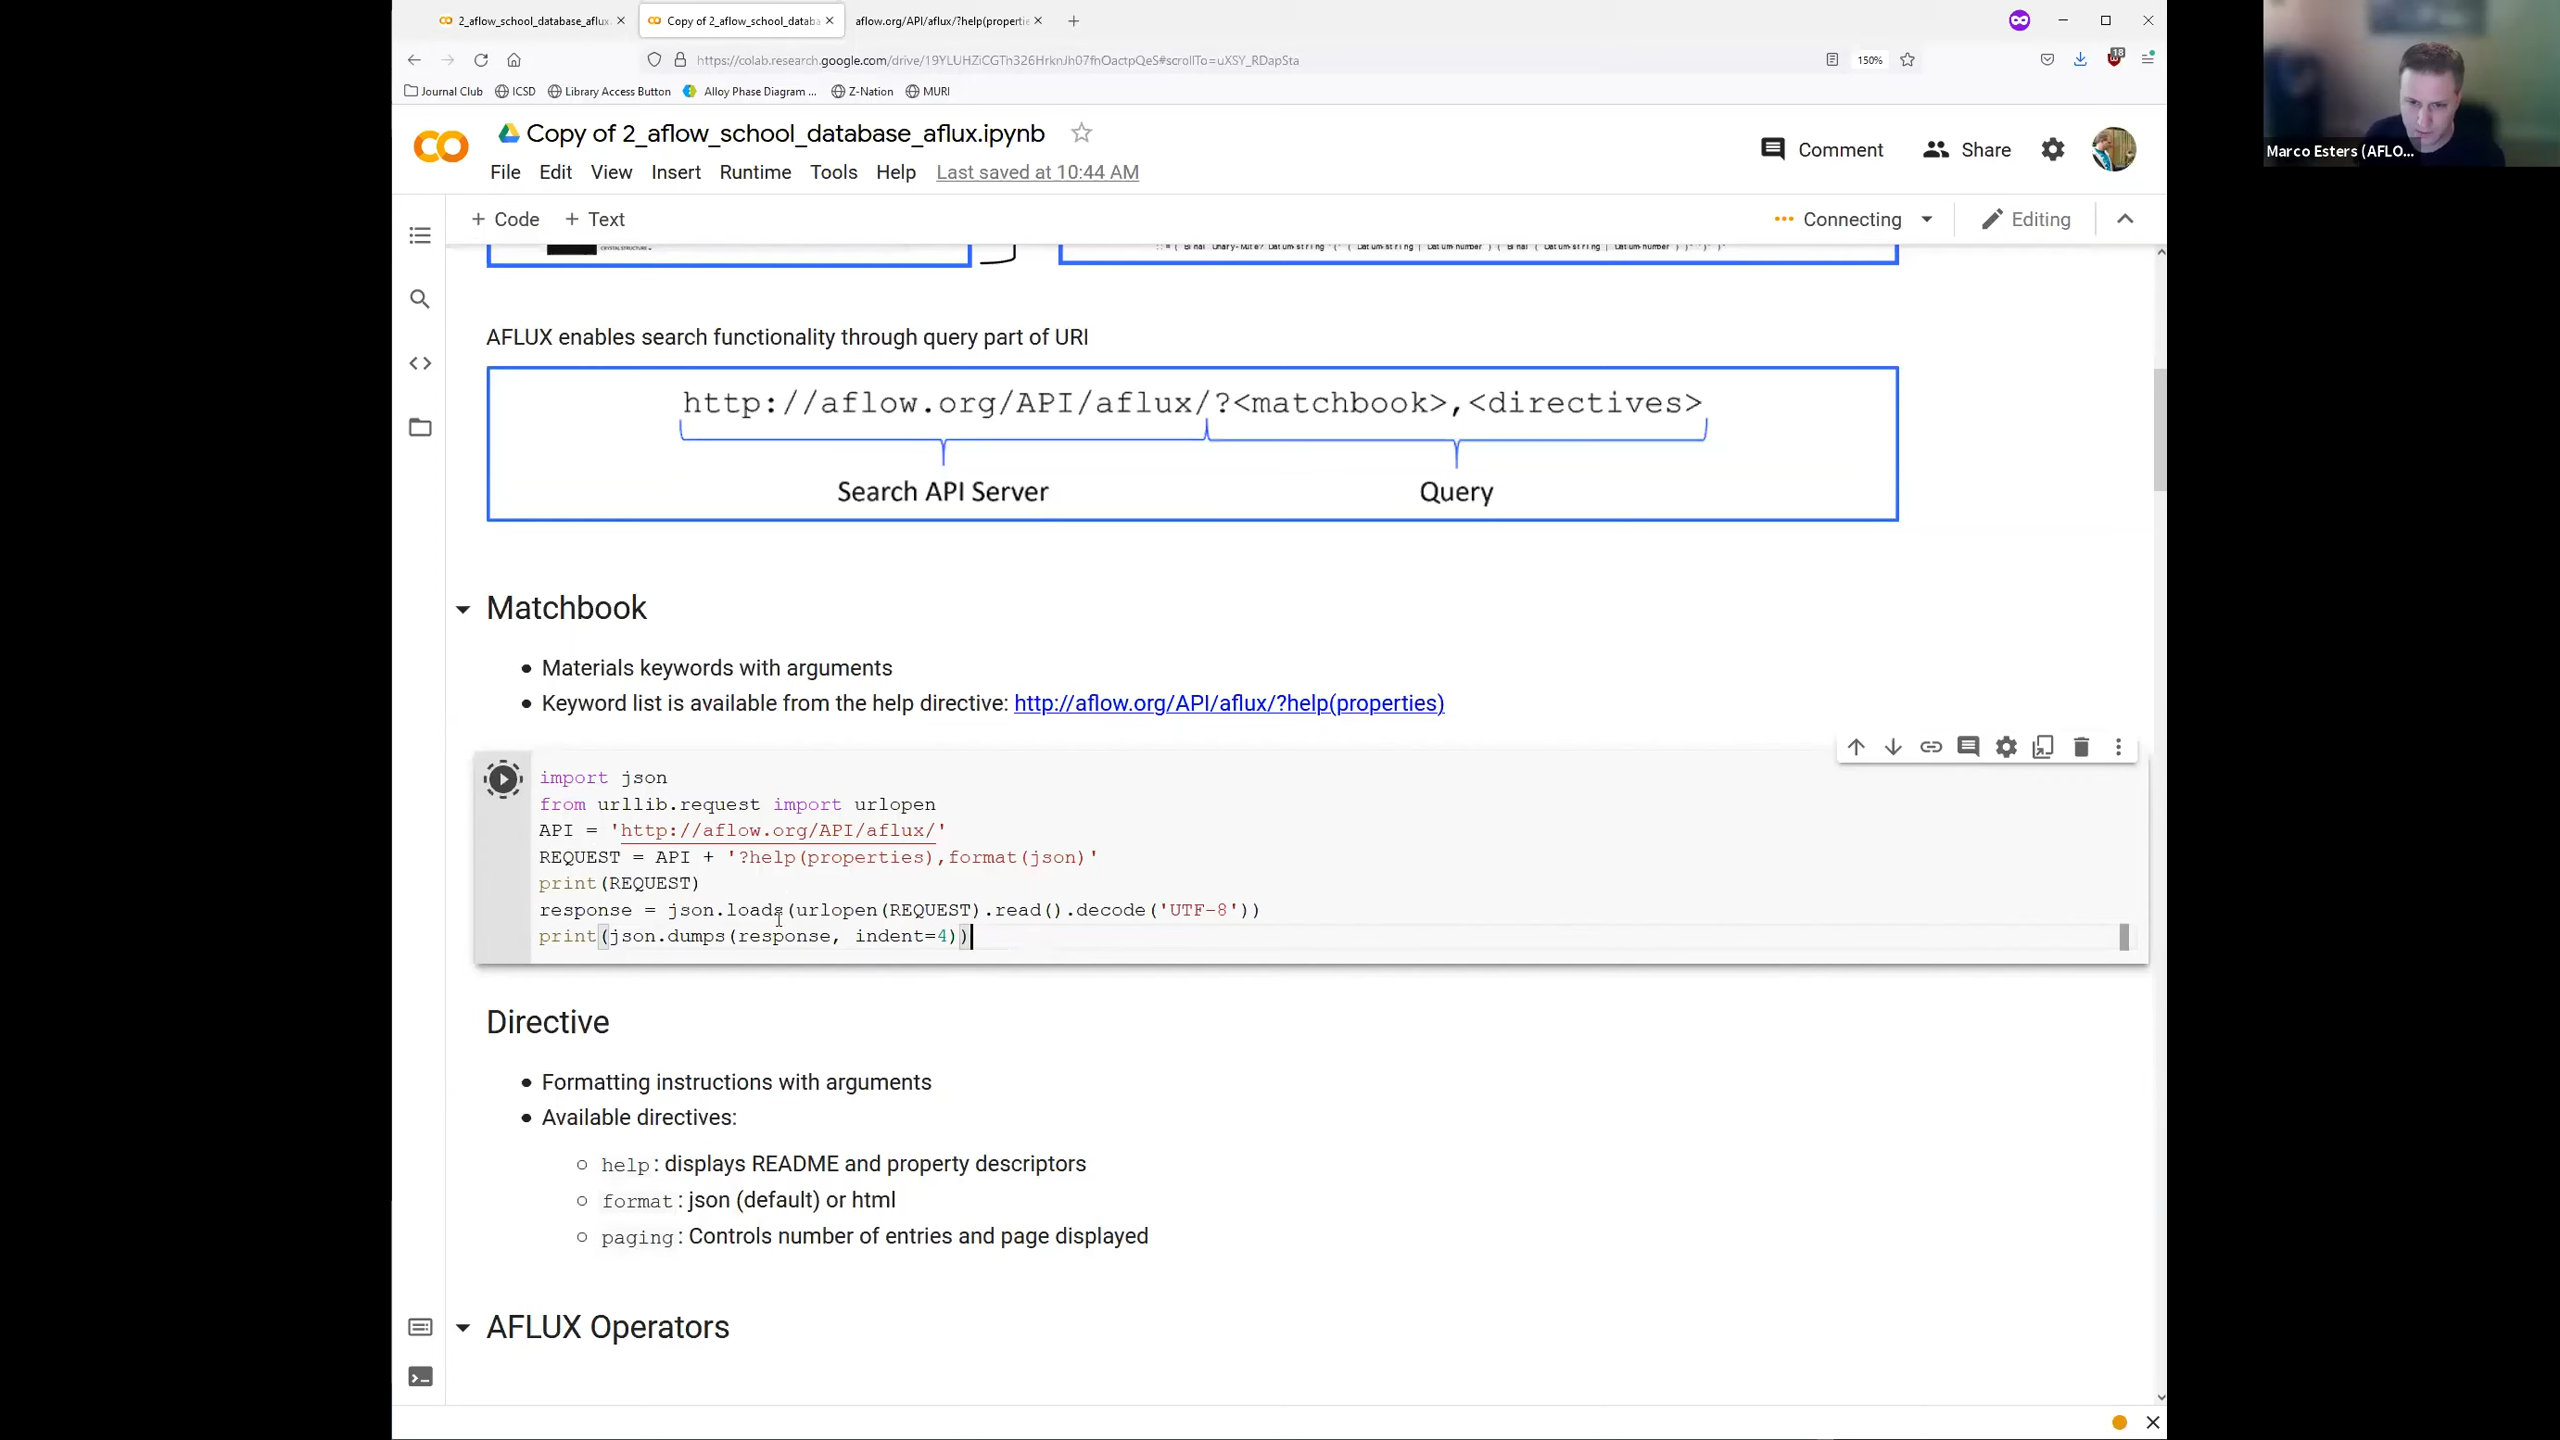 2_aflow_school_database_aflux.
Copy of 2_aflow_school_databa
aflow.org/API/aflux/?help(properti
https://colab.research.google.com/drive/19YLUHZiCGTn326HrknJh07fnOactpQeS#scrollTo=uXSY_RDapSta
150%
18
Journal Club
ICSD
Library Access Button
Alloy Phase Diagram ...
Z-Nation
MURI
Marco Esters (AFLO...
Copy of 2_aflow_school_database_aflux.ipynb
Comment
Share
File Edit View Insert Runtime Tools Help Last saved at 10:44 AM
+ Code + Text
Connecting
Editing
CRYSTAL STRUCTURE
AFLUX enables search functionality through query part of URI
http://aflow.org/API/aflux/?<matchbook>,<directives>
Search API Server
Query
Matchbook
• Materials keywords with arguments
• Keyword list is available from the help directive: http://aflow.org/API/aflux/?help(properties)
import json
from urllib.request import urlopen
API = 'http://aflow.org/API/aflux/'
REQUEST = API + '?help(properties),format(json)'
print(REQUEST)
response = json.loads(urlopen(REQUEST).read().decode('UTF-8'))
print(json.dumps(response, indent=4))
Directive
• Formatting instructions with arguments
• Available directives:
○ help: displays README and property descriptors
○ format: json (default) or html
○ paging: Controls number of entries and page displayed
AFLUX Operators